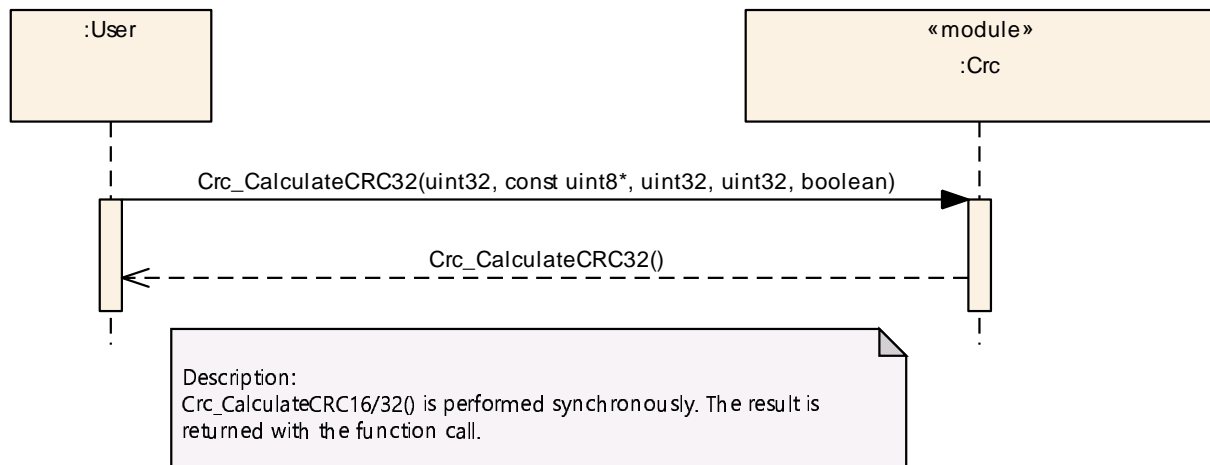 :User
«module»
:Crc
Crc_CalculateCRC32(uint32, const uint8*, uint32, uint32, boolean)
Crc_CalculateCRC32()
Description:
Crc_CalculateCRC16/32() is performed synchronously. The result is
returned with the function call.